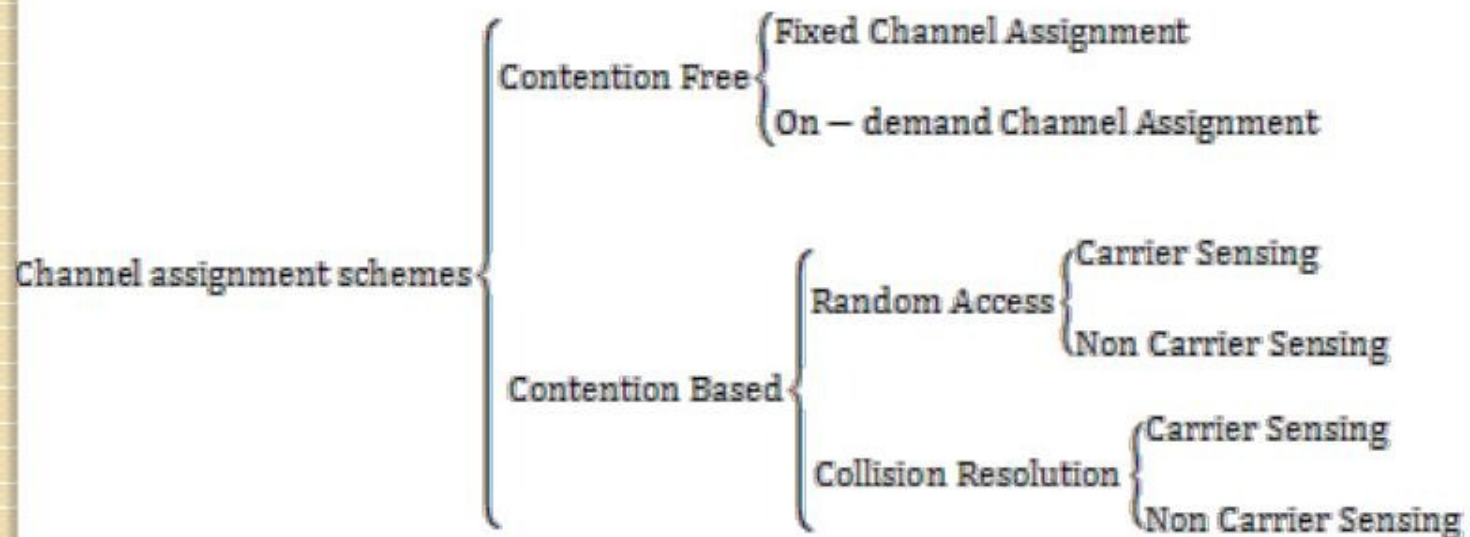 Channel assignment schemes
Contention Free
Fixed Channel Assignment
On – demand Channel Assignment
Contention Based
Random Access
Carrier Sensing
Non Carrier Sensing
Collision Resolution
Carrier Sensing
Non Carrier Sensing